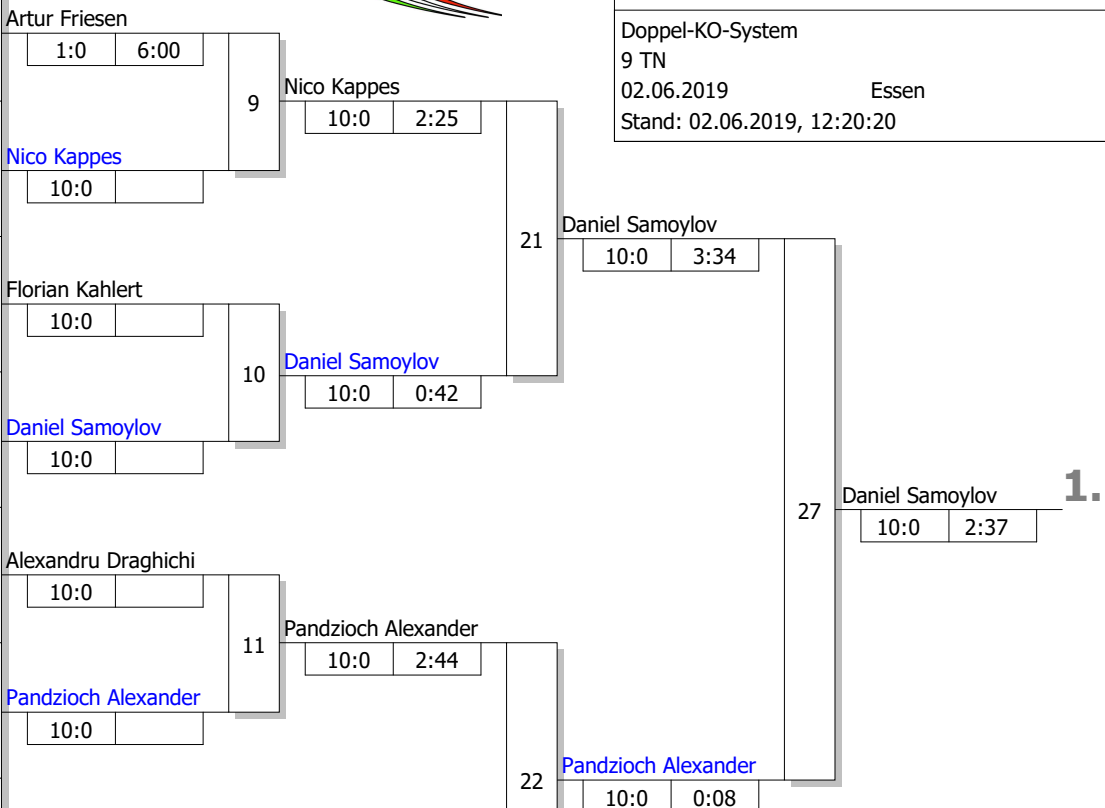 Artur Friesen
1:0 6:00
9
Nico Kappes
10:0 2:25
Nico Kappes
10:0
Doppel-KO-System
9 TN
02.06.2019 Essen
Stand: 02.06.2019, 12:20:20
21
Daniel Samoylov
10:0 3:34
Florian Kahlert
10:0
10
Daniel Samoylov
10:0 0:42
Daniel Samoylov
10:0
27
Daniel Samoylov
1.
10:0 2:37
Alexandru Draghichi
10:0
11
Pandzioch Alexander
10:0 2:44
Pandzioch Alexander
10:0
22
Pandzioch Alexander
10:0 0:08